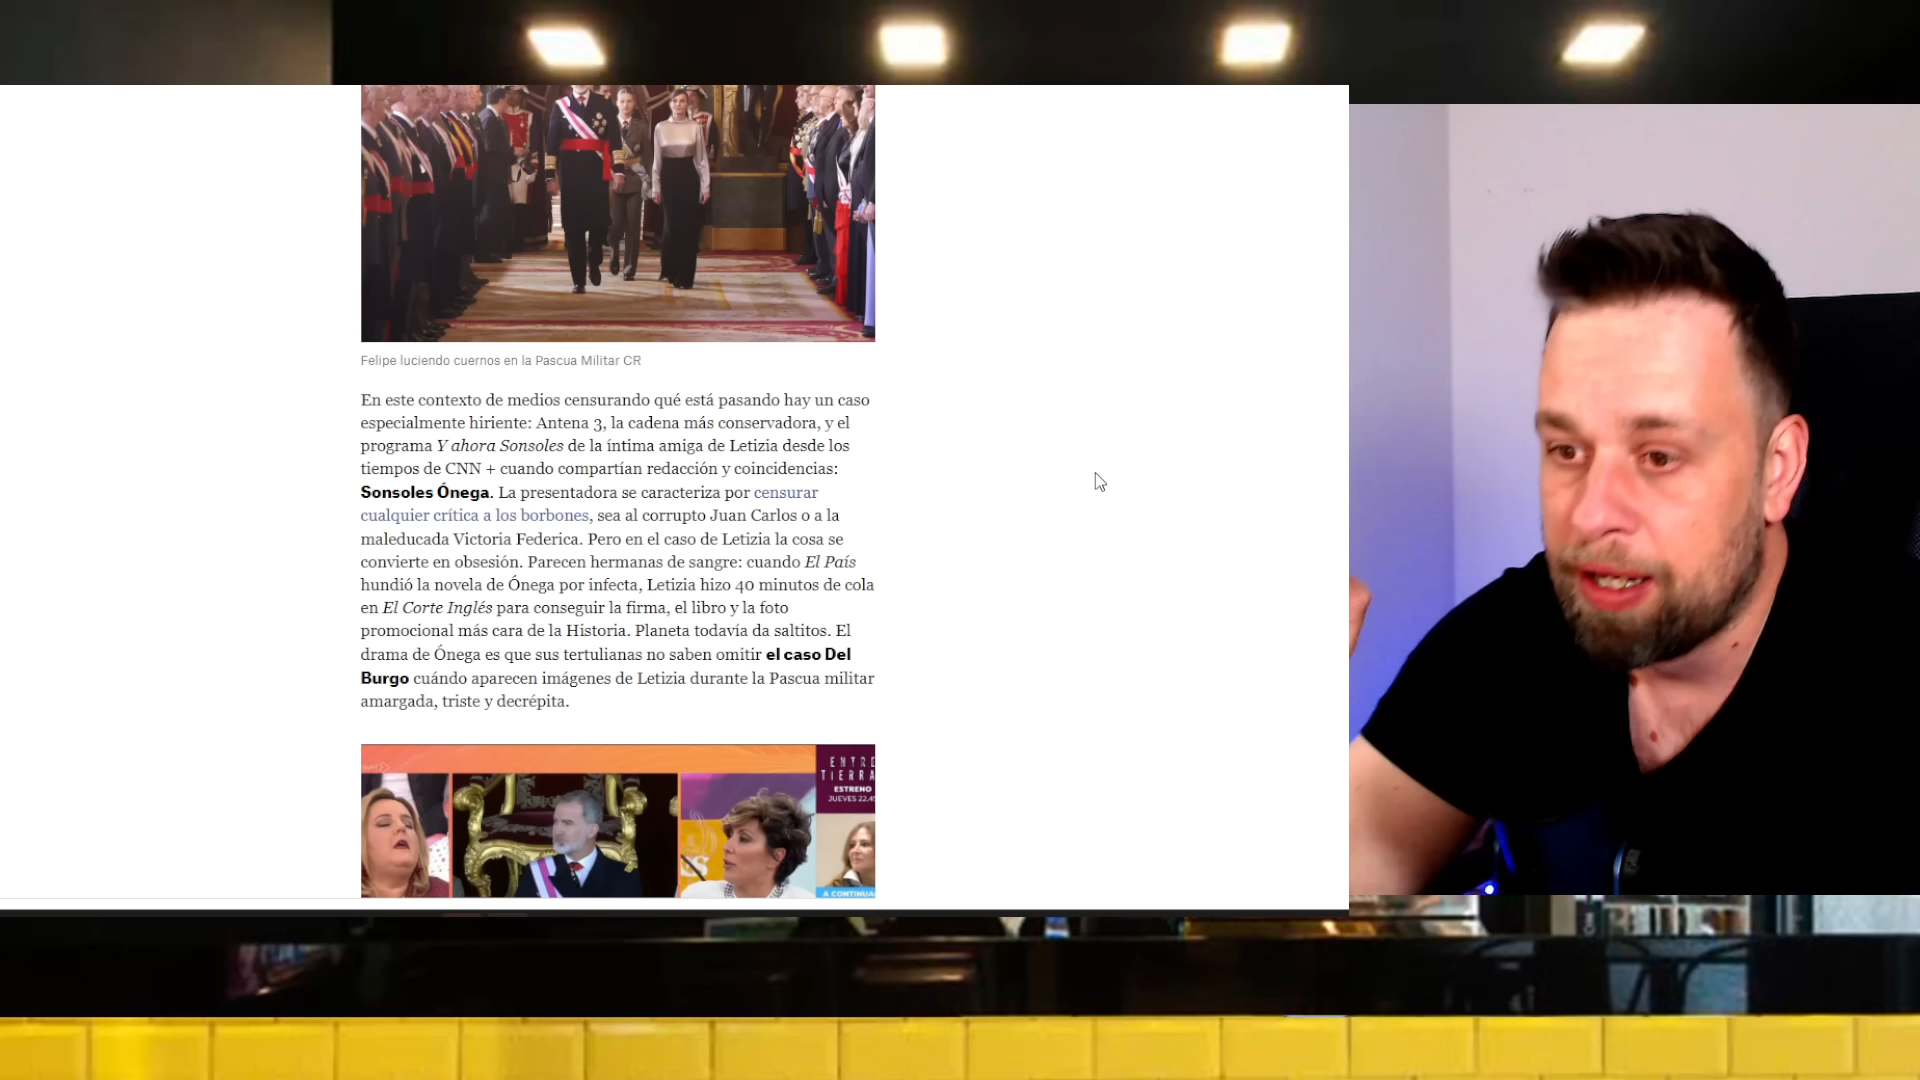 Felipe luciendo cuernos en la Pascua Militar CR
En este contexto de medios censurando qué está pasando hay un caso
especialmente hiriente: Antena 3, la cadena más conservadora, y el
programa Y ahora Sonsoles de la íntima amiga de Letizia desde los
tiempos de CNN + cuando compartían redacción y coincidencias:
Sonsoles Ónega. La presentadora se caracteriza por censurar
cualquier crítica a los borbones, sea al corrupto Juan Carlos o a la
maleducada Victoria Federica. Pero en el caso de Letizia la cosa se
convierte en obsesión. Parecen hermanas de sangre: cuando El País
hundió la novela de Ónega por infecta, Letizia hizo 40 minutos de cola
en El Corte Inglés para conseguir la firma, el libro y la foto
promocional más cara de la Historia. Planeta todavía da saltitos. El
drama de Ónega es que sus tertulianas no saben omitir el caso Del
Burgo cuándo aparecen imágenes de Letizia durante la Pascua militar
amargada, triste y decrépita.
ENTRE
TIERRA
ESTRENO
JUEVES 22.45
A CONTINUA